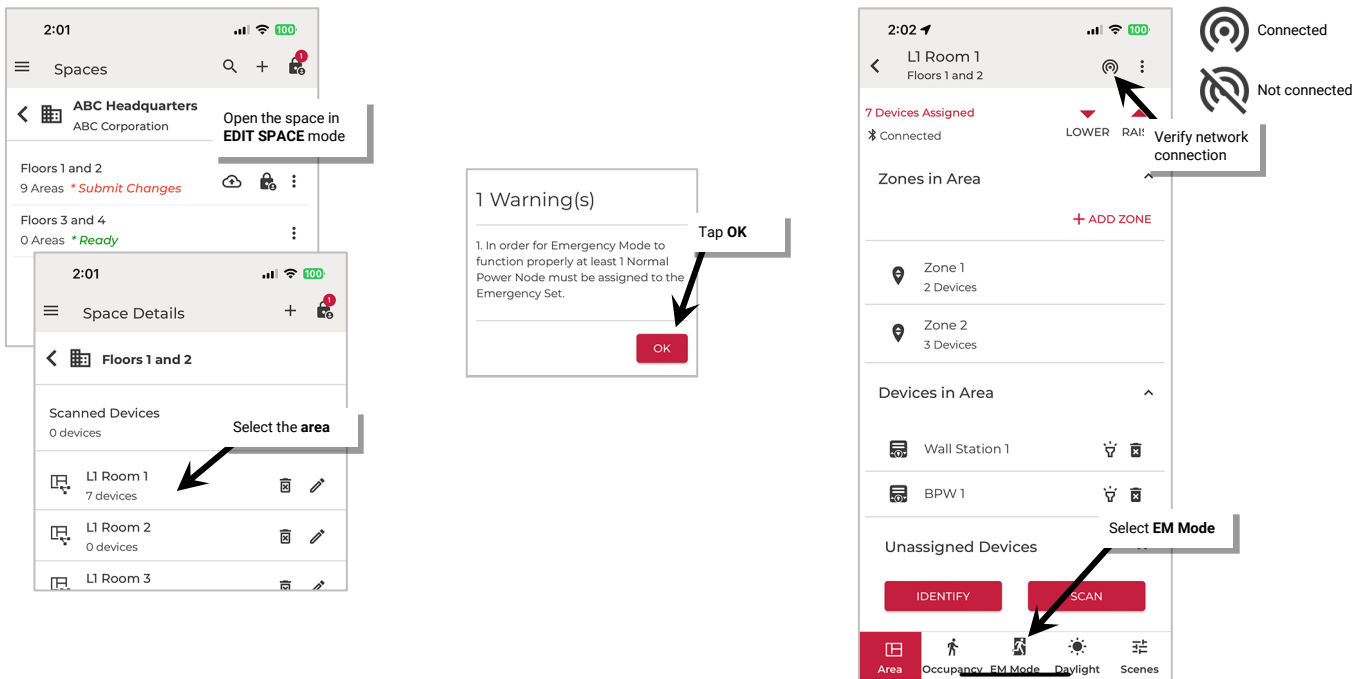 2:01
100
Spaces
1
ABC Headquarters
ABC Corporation
Open the space in
EDIT SPACE mode
Floors 1 and 2
9 Areas * Submit Changes
Floors 3 and 4
0 Areas * Ready
2:01
100
Space Details
1
Floors 1 and 2
Scanned Devices
0 devices
Select the area
L1 Room 1
7 devices
L1 Room 2
0 devices
L1 Room 3
1 Warning(s)
1. In order for Emergency Mode to
function properly at least 1 Normal
Power Node must be assigned to the
Emergency Set.
Tap OK
OK
2:02
100
L1 Room 1
Floors 1 and 2
Connected
Not connected
7 Devices Assigned
Connected
LOWER
Verify network
connection
Zones in Area
+ ADD ZONE
Zone 1
2 Devices
Zone 2
3 Devices
Devices in Area
Wall Station 1
BPW 1
Select EM Mode
Unassigned Devices
IDENTIFY
SCAN
Area Occupancy EM Mode Daylight Scenes